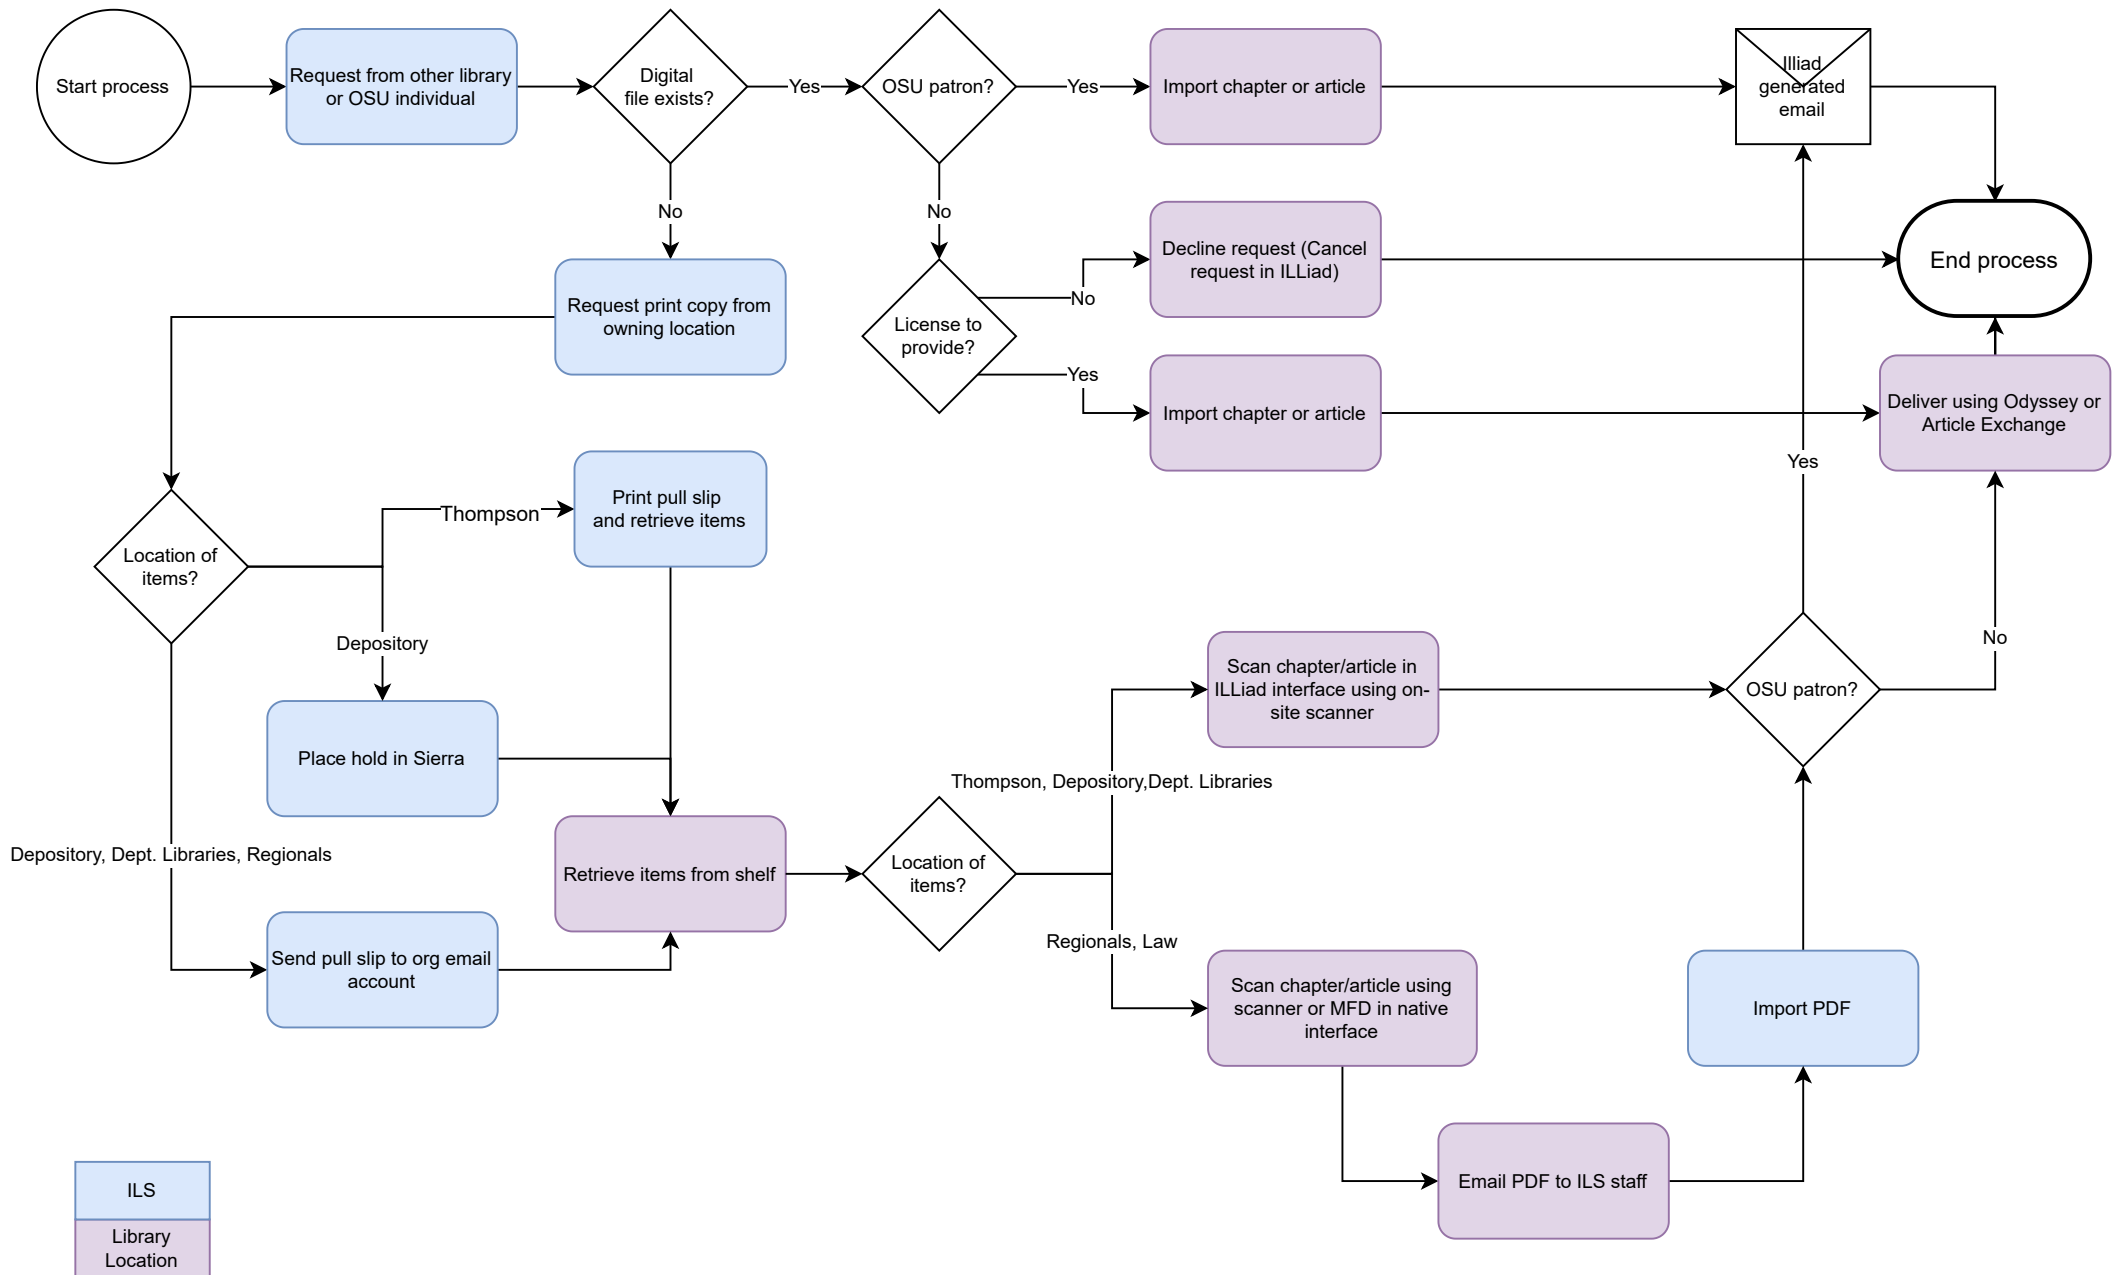 Start process
Request from other library
or OSU individual
Digital
file exists?
Yes
OSU patron?
Yes
Import chapter or article
Illiad
generated
email
No
No
Decline request (Cancel
request in ILLiad)
No
End process
Request print copy from
owning location
License to
provide?
Yes
Import chapter or article
Deliver using Odyssey or
Article Exchange
Yes
Thompson
Print pull slip
and retrieve items
Location of
items?
Depository
No
Scan chapter/article in
ILLiad interface using on-
site scanner
OSU patron?
Place hold in Sierra
Thompson, Depository,Dept. Libraries
Depository, Dept. Libraries, Regionals
Retrieve items from shelf
Location of
items?
Regionals, Law
Send pull slip to org email
account
Scan chapter/article using
scanner or MFD in native
interface
Import PDF
Email PDF to ILS staff
ILS
Library
Location